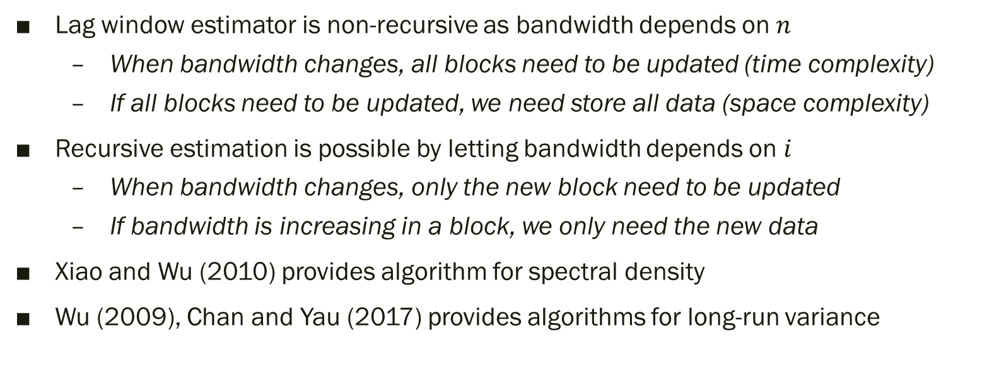 ■ Lag window estimator is non-recursive as bandwidth depends on n
– When bandwidth changes, all blocks need to be updated (time complexity)
– If all blocks need to be updated, we need store all data (space complexity)
■ Recursive estimation is possible by letting bandwidth depends on i
– When bandwidth changes, only the new block need to be updated
– If bandwidth is increasing in a block, we only need the new data
■ Xiao and Wu (2010) provides algorithm for spectral density
■ Wu (2009), Chan and Yau (2017) provides algorithms for long-run variance